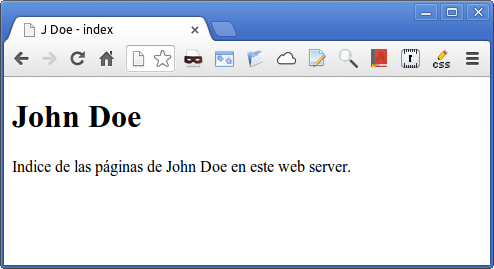 J Doe - index
css
John Doe
Indice de las páginas de John Doe en este web server.